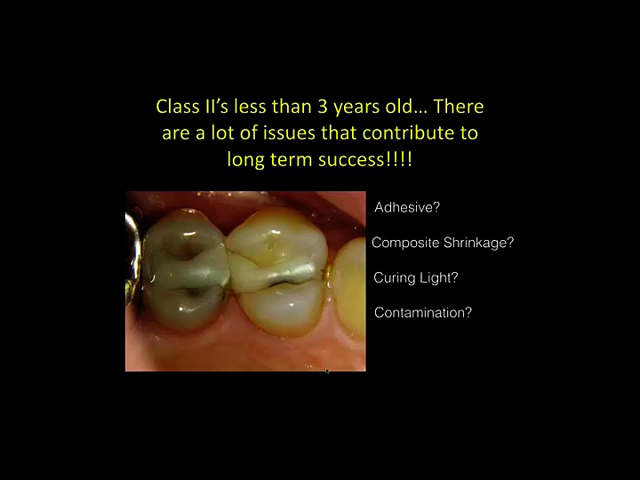 Class II's less than 3 years old... There
are a lot of issues that contribute to
long term success!!!!
Adhesive?
Composite Shrinkage?
Curing Light?
Contamination?